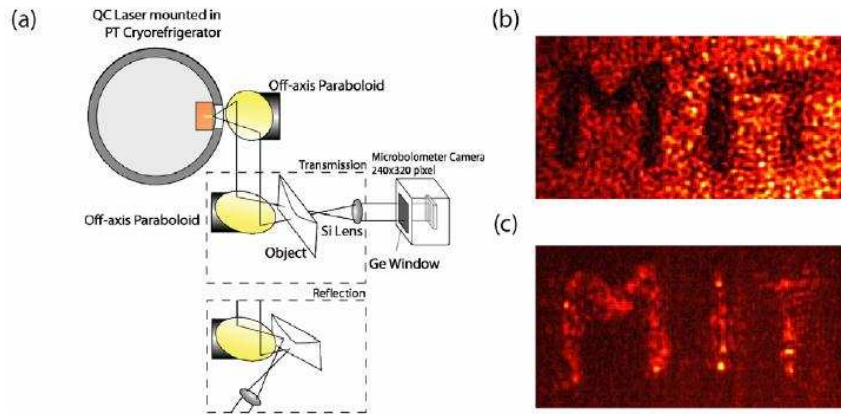 (a)
QC Laser mounted in
PT Cryorefrigerator
Off-axis Paraboloid
Transmission
Microbolometer Camera
240x320 pixel
Off-axis Paraboloid
Si Lens
Object
Ge Window
Reflection
(b)
MIT
(c)
MIT